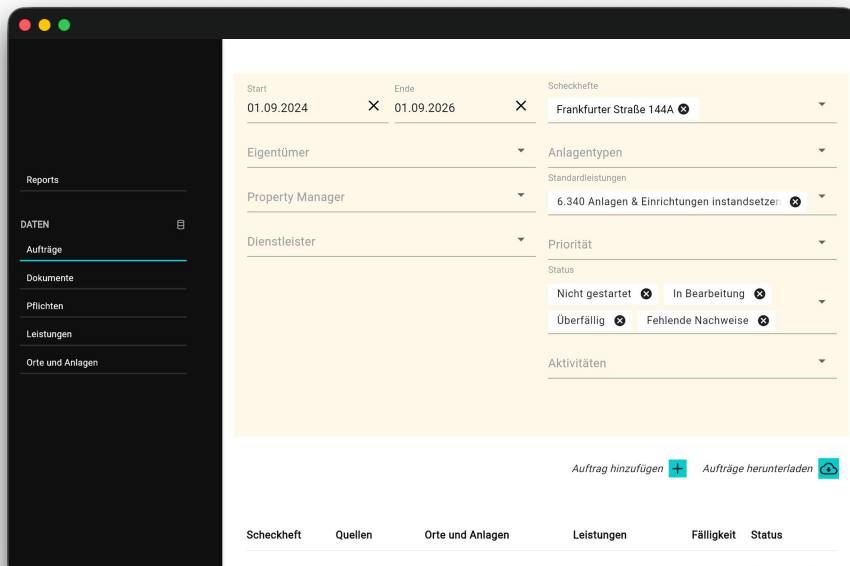 Reports
DATEN
Aufträge
Dokumente
Pflichten
Leistungen
Orte und Anlagen
Start
01.09.2024
Ende
01.09.2026
Eigentümer
Property Manager
Dienstleister
Scheckhefte
Frankfurter Straße 144A
Anlagentypen
Standardleistungen
6.340 Anlagen & Einrichtungen instandsetzen
Priorität
Status
Nicht gestartet In Bearbeitung
Überfällig Fehlende Nachweise
Aktivitäten
Auftrag hinzufügen Aufträge herunterladen
Scheckheft Quellen Orte und Anlagen Leistungen Fälligkeit Status